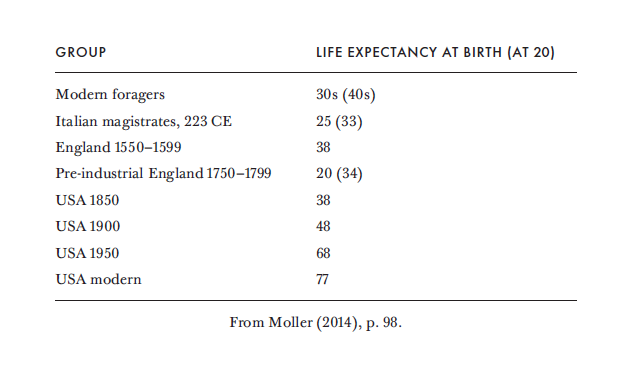 GROUP LIFE EXPECTANCY AT BIRTH (AT 20)
Modern foragers 30s (40s)
Italian magistrates, 223 CE 25 (33)
England 1550–1599 38
Pre-industrial England 1750–1799 20 (34)
USA 1850 38
USA 1900 48
USA 1950 68
USA modern 77
From Moller (2014), p. 98.